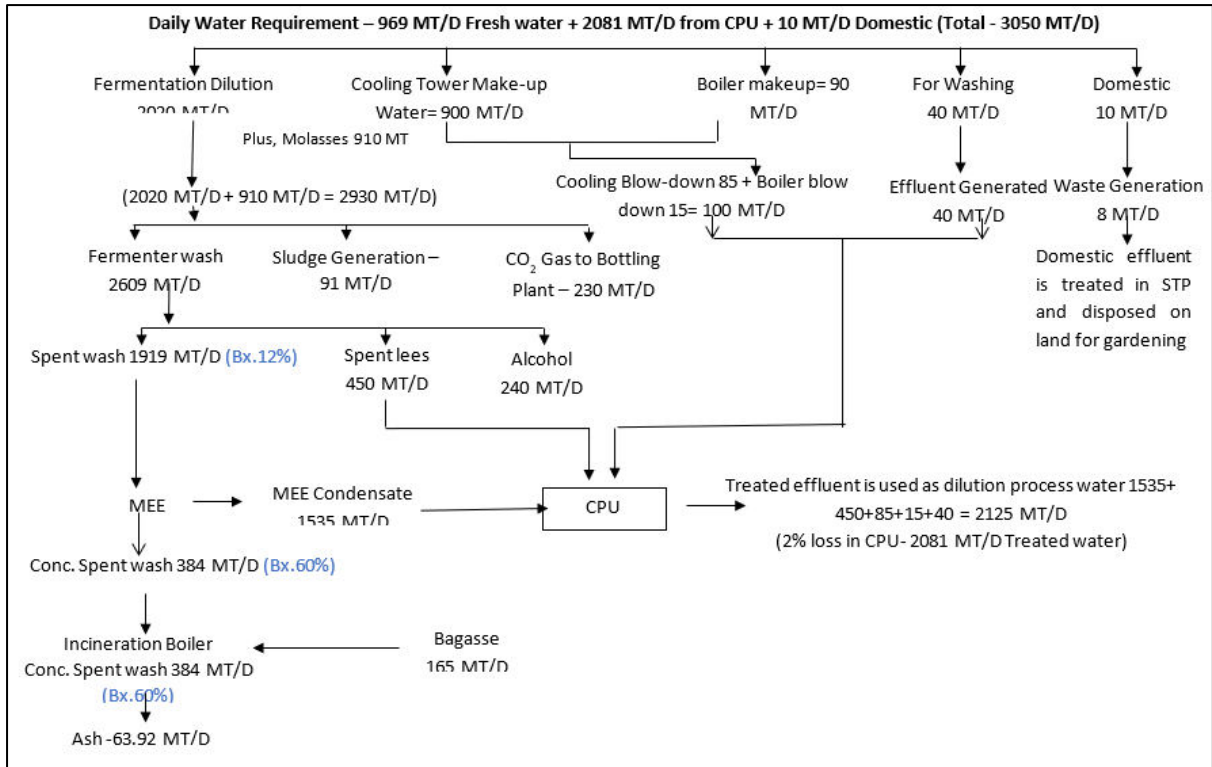 Daily Water Requirement – 969 MT/D Fresh water + 2081 MT/D from CPU + 10 MT/D Domestic (Total - 3050 MT/D)
Fermentation Dilution
2020 MT/D
Cooling Tower Make-up
Water= 900 MT/D
Boiler makeup= 90
MT/D
For Washing
40 MT/D
Domestic
10 MT/D
Plus, Molasses 910 MT
(2020 MT/D + 910 MT/D = 2930 MT/D)
Cooling Blow-down 85 + Boiler blow
down 15= 100 MT/D
Effluent Generated
40 MT/D
Waste Generation
8 MT/D
Fermenter wash
2609 MT/D
Sludge Generation –
91 MT/D
CO₂ Gas to Bottling
Plant – 230 MT/D
Domestic effluent
is treated in STP
and disposed on
land for gardening
Spent wash 1919 MT/D (Bx.12%)
Spent lees
450 MT/D
Alcohol
240 MT/D
MEE
MEE Condensate
1535 MT/D
CPU
Treated effluent is used as dilution process water 1535+
450+85+15+40 = 2125 MT/D
(2% loss in CPU- 2081 MT/D Treated water)
Conc. Spent wash 384 MT/D (Bx.60%)
Incineration Boiler
Conc. Spent wash 384 MT/D
(Bx.60%)
Bagasse
165 MT/D
Ash -63.92 MT/D